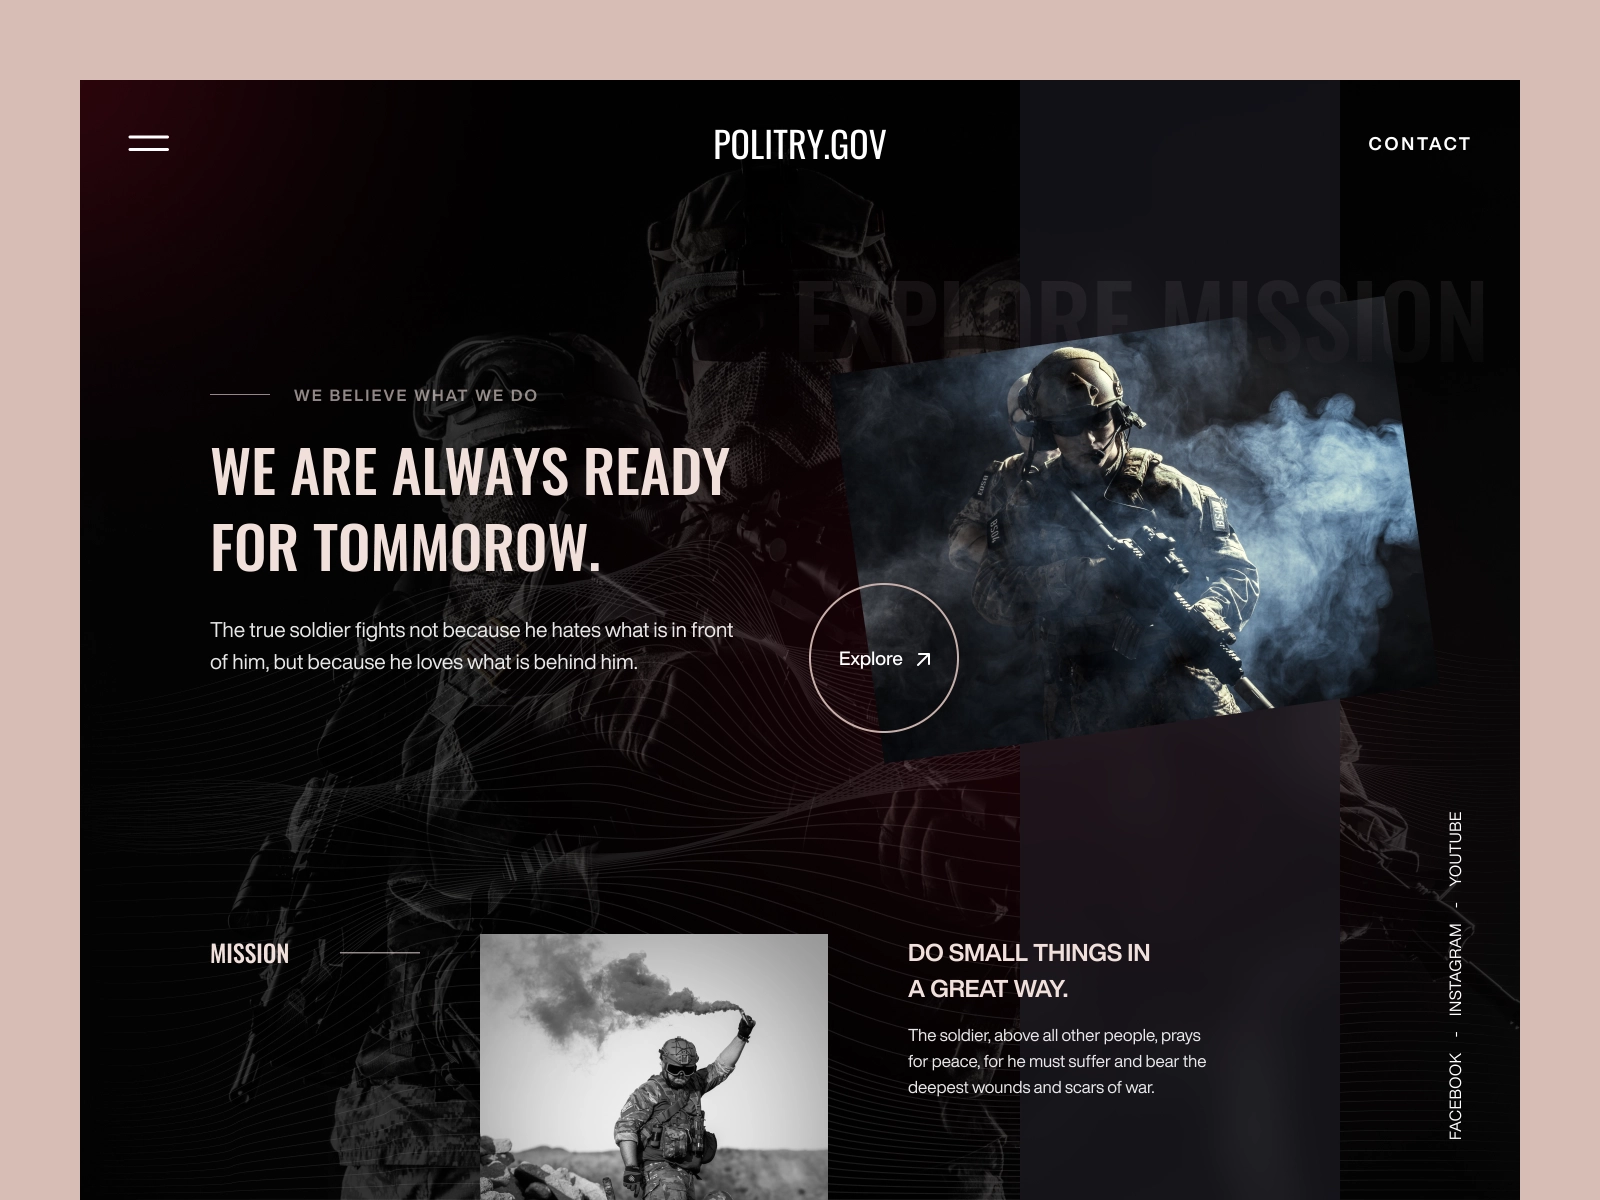 POLITRY.GOV
CONTACT
EXPLORE MISSION
WE BELIEVE WHAT WE DO
WE ARE ALWAYS READY
FOR TOMMOROW.
The true soldier fights not because he hates what is in front
of him, but because he loves what is behind him.
Explore
MISSION
DO SMALL THINGS IN
A GREAT WAY.
The soldier, above all other people, prays
for peace, for he must suffer and bear the
deepest wounds and scars of war.
FACEBOOK - INSTAGRAM - YOUTUBE